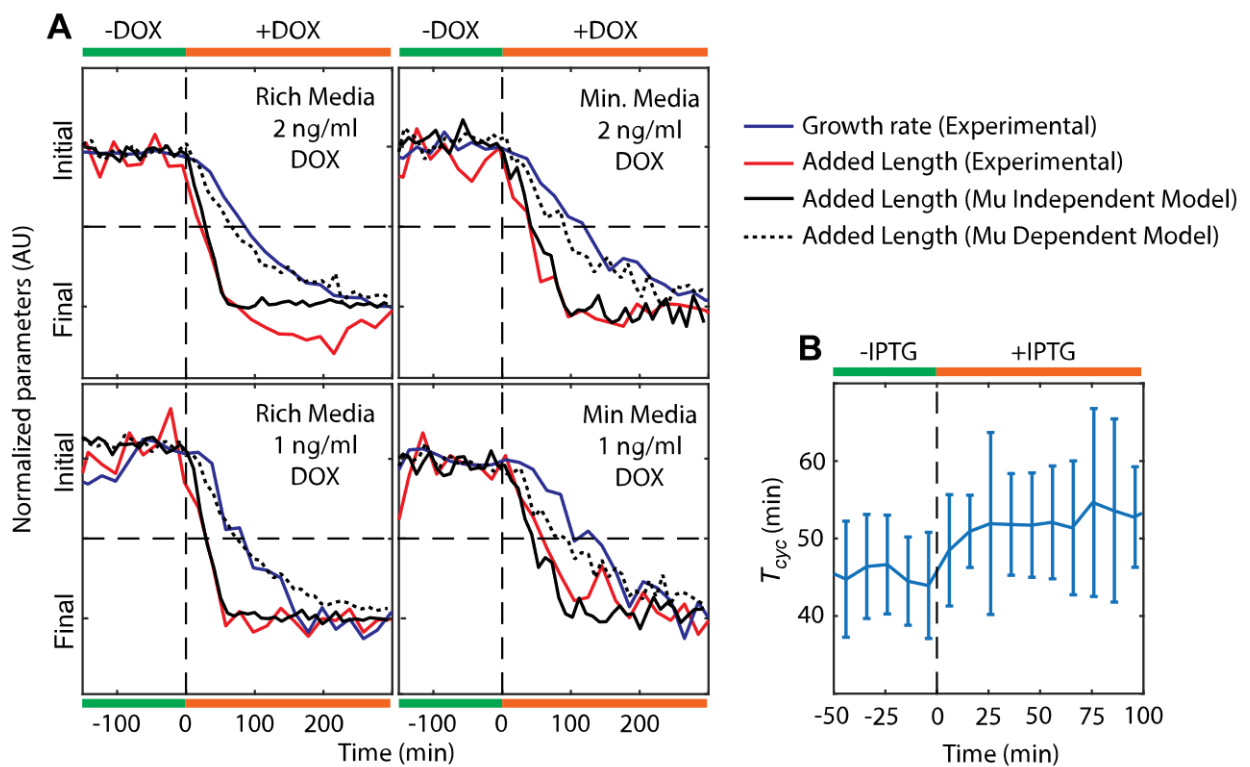 A
-DOX
+DOX
-DOX
+DOX
Normalized parameters (AU)
Initial
Final
Rich Media
2 ng/ml
DOX
Min. Media
2 ng/ml
DOX
Initial
Final
Rich Media
1 ng/ml
DOX
Min Media
1 ng/ml
DOX
-100
0
100
200
-100
0
100
200
Time (min)
Growth rate (Experimental)
Added Length (Experimental)
Added Length (Mu Independent Model)
Added Length (Mu Dependent Model)
B
-IPTG
+IPTG
Tcyc (min)
60
50
40
-50
-25
0
25
50
75
100
Time (min)